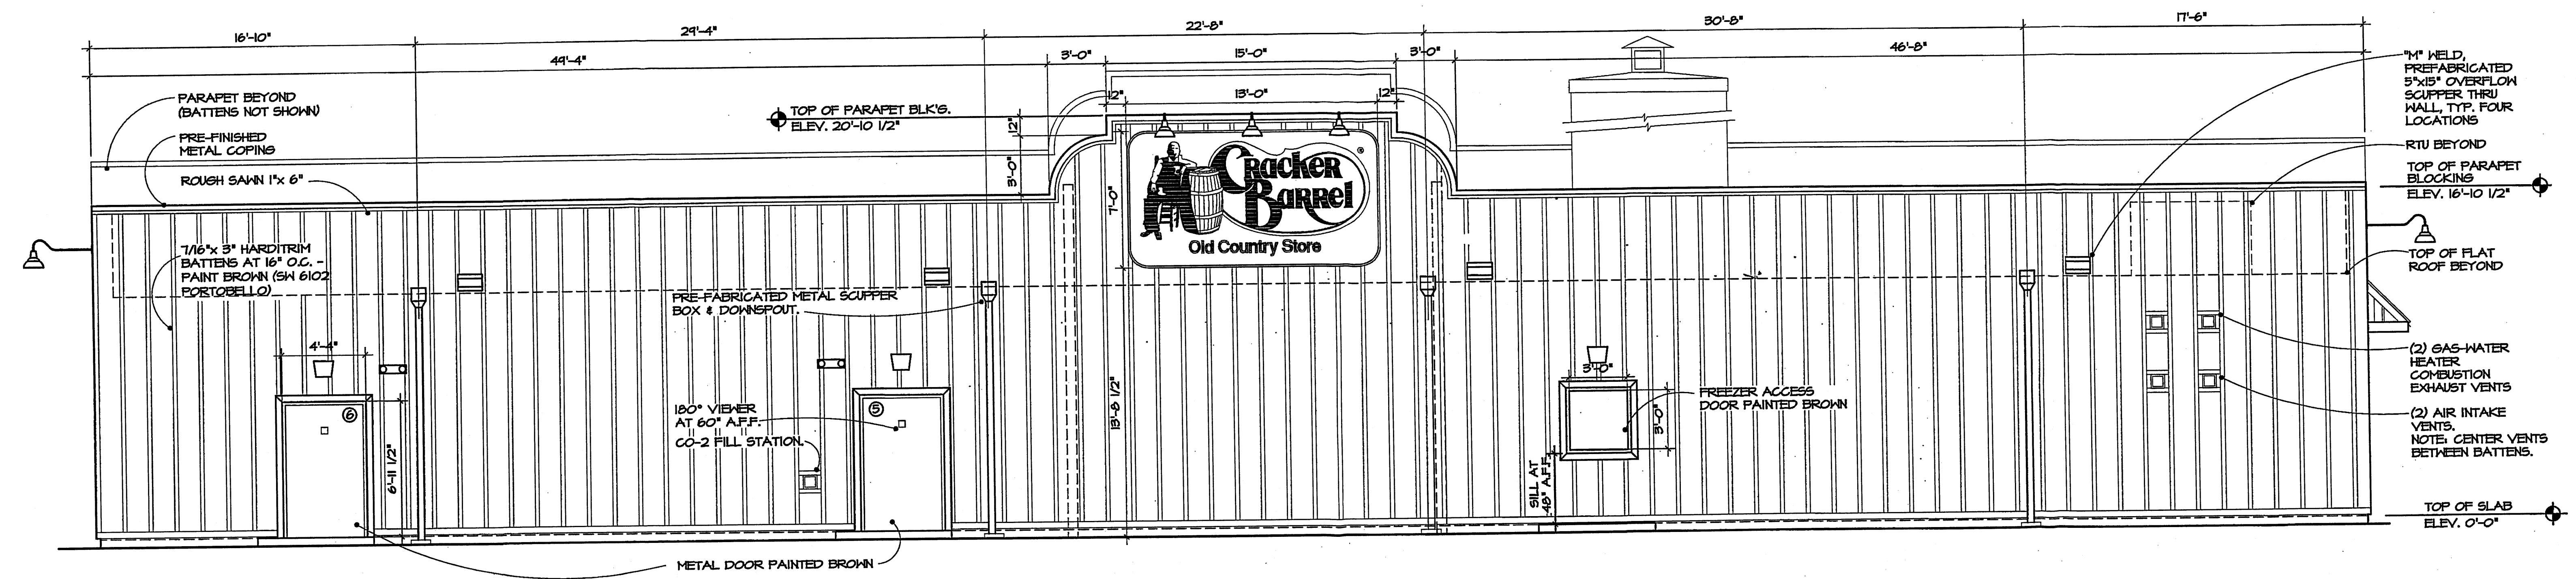 16'-10"
29'-4"
22'-8"
30'-8"
17'-6"
49'-4"
3'-0"
15'-0"
3'-0"
46'-8"
PARAPET BEYOND
(BATTENS NOT SHOWN)
PRE-FINISHED
METAL COPING
ROUGH SAWN 1"x 6"
7/16"x 3" HARDITRIM
BATTENS AT 16" O.C. -
PAINT BROWN (SW 6102
PORTOBELLO)
TOP OF PARAPET BLK'S.
ELEV. 20'-10 1/2"
12"
13'-0"
12"
12"
3'-0"
7'-0"
13'-8 1/2"
Cracker
Barrel
®
Old Country Store
PRE-FABRICATED METAL SCUPPER
BOX & DOWNSPOUT.
4'-4"
6
6'-11 1/2"
180° VIEWER
AT 60" A.F.F.
CO-2 FILL STATION.
5
METAL DOOR PAINTED BROWN
3'-0"
3'-0"
SILL AT
48" A.F.F.
FREEZER ACCESS
DOOR PAINTED BROWN
"M" WELD,
PREFABRICATED
5"x15" OVERFLOW
SCUPPER THRU
WALL, TYP. FOUR
LOCATIONS
RTU BEYOND
TOP OF PARAPET
BLOCKING
ELEV. 16'-10 1/2"
TOP OF FLAT
ROOF BEYOND
(2) GAS-WATER
HEATER
COMBUSTION
EXHAUST VENTS
(2) AIR INTAKE
VENTS.
NOTE: CENTER VENTS
BETWEEN BATTENS.
TOP OF SLAB
ELEV. 0'-0"